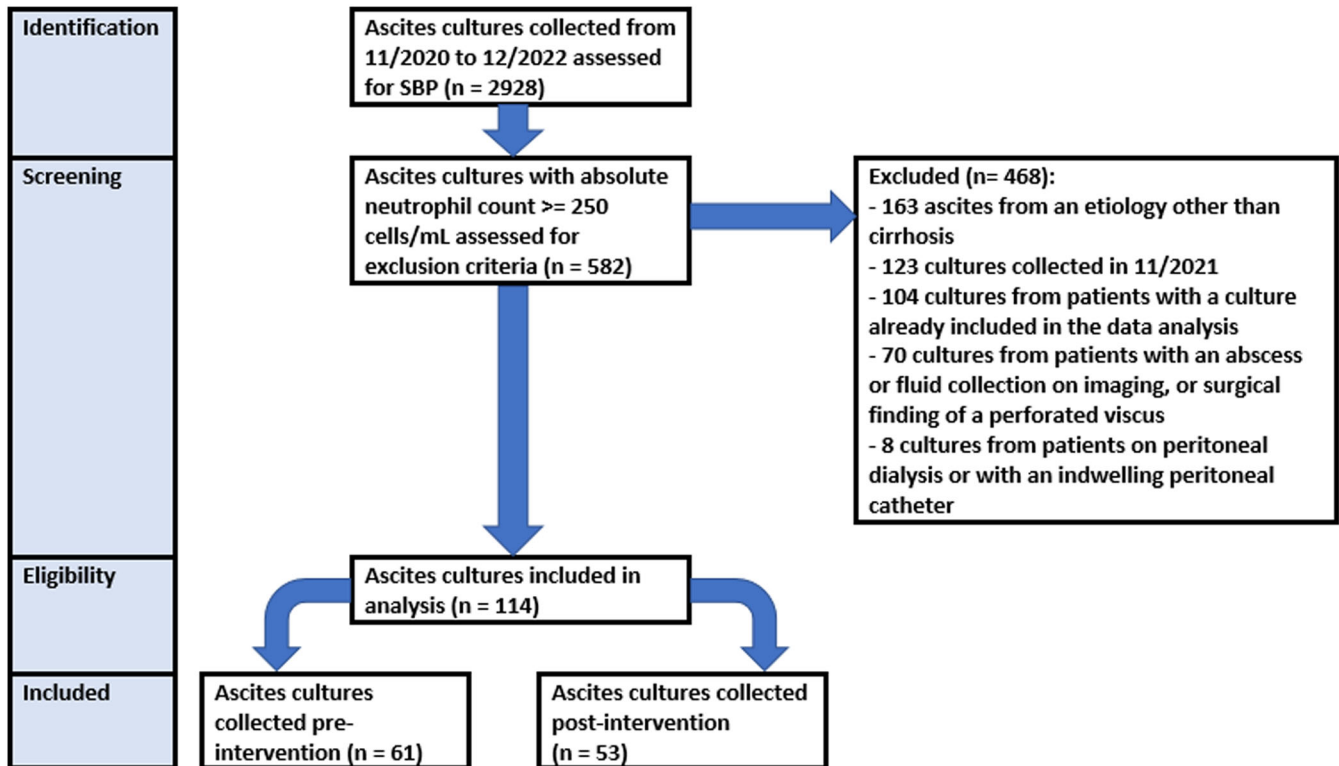 Identification
Ascites cultures collected from
11/2020 to 12/2022 assessed
for SBP (n = 2928)
Screening
Ascites cultures with absolute
neutrophil count >= 250
cells/mL assessed for
exclusion criteria (n = 582)
Excluded (n= 468):
- 163 ascites from an etiology other than
cirrhosis
- 123 cultures collected in 11/2021
- 104 cultures from patients with a culture
already included in the data analysis
- 70 cultures from patients with an abscess
or fluid collection on imaging, or surgical
finding of a perforated viscus
- 8 cultures from patients on peritoneal
dialysis or with an indwelling peritoneal
catheter
Eligibility
Ascites cultures included in
analysis (n = 114)
Included
Ascites cultures
collected pre-
intervention (n = 61)
Ascites cultures collected
post-intervention
(n = 53)